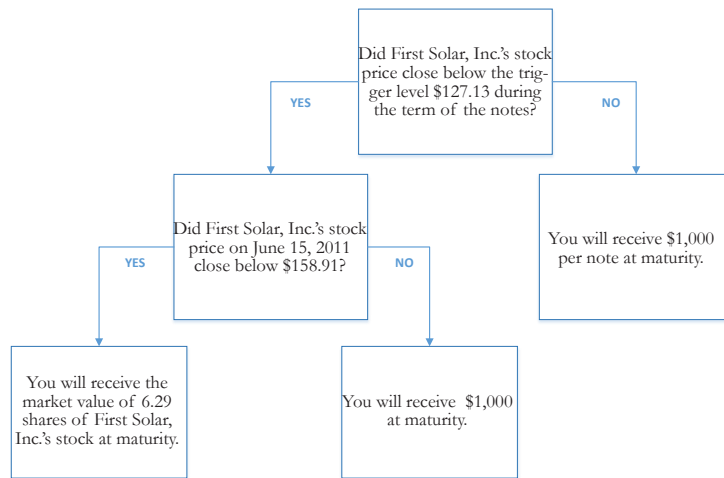 Did First Solar, Inc.'s stock
price close below the trig-
ger level $127.13 during
the term of the notes?
YES
NO
Did First Solar, Inc.'s stock
price on June 15, 2011
close below $158.91?
You will receive $1,000
per note at maturity.
YES
NO
You will receive the
market value of 6.29
shares of First Solar,
Inc.'s stock at maturity.
You will receive $1,000
at maturity.